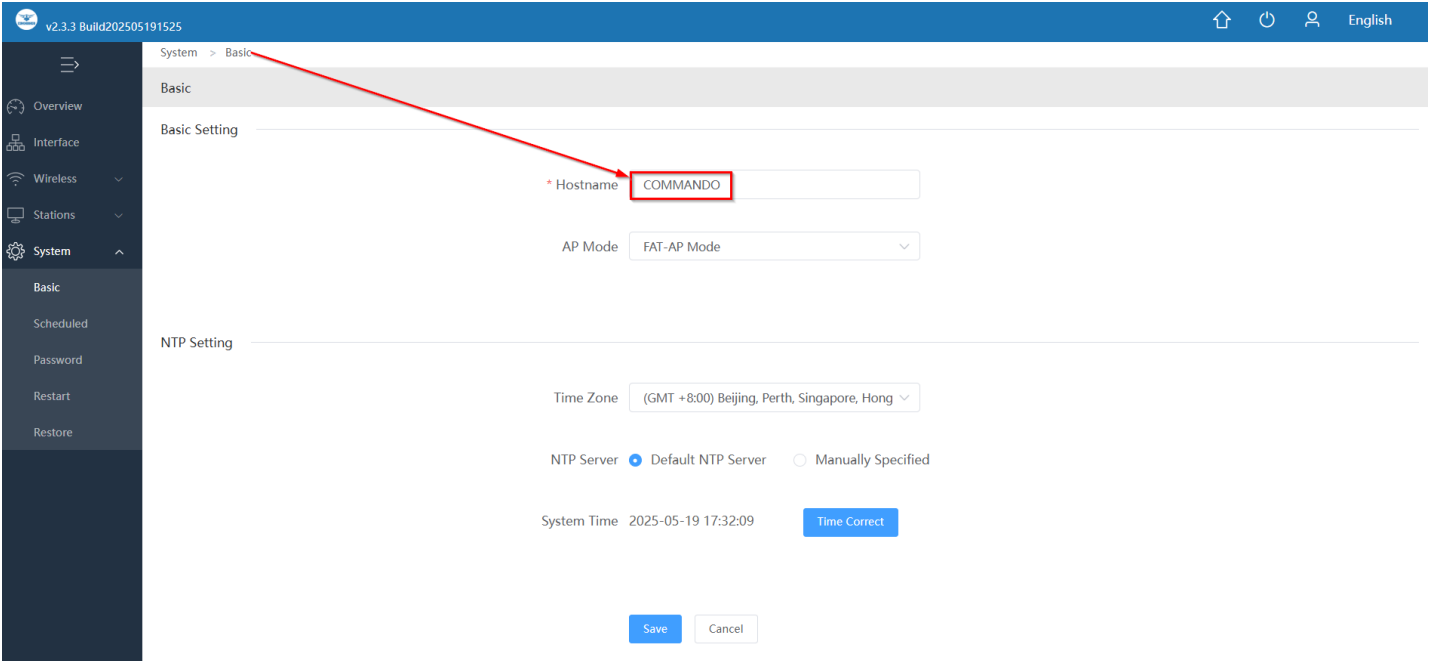 v2.3.3 Build202505191525
English
System > Basic
Overview
Interface
Wireless
Stations
System
Basic
Scheduled
Password
Restart
Restore
Basic
Basic Setting
* Hostname COMMANDO
AP Mode FAT-AP Mode
NTP Setting
Time Zone (GMT +8:00) Beijing, Perth, Singapore, Hong
NTP Server Default NTP Server Manually Specified
System Time 2025-05-19 17:32:09 Time Correct
Save Cancel